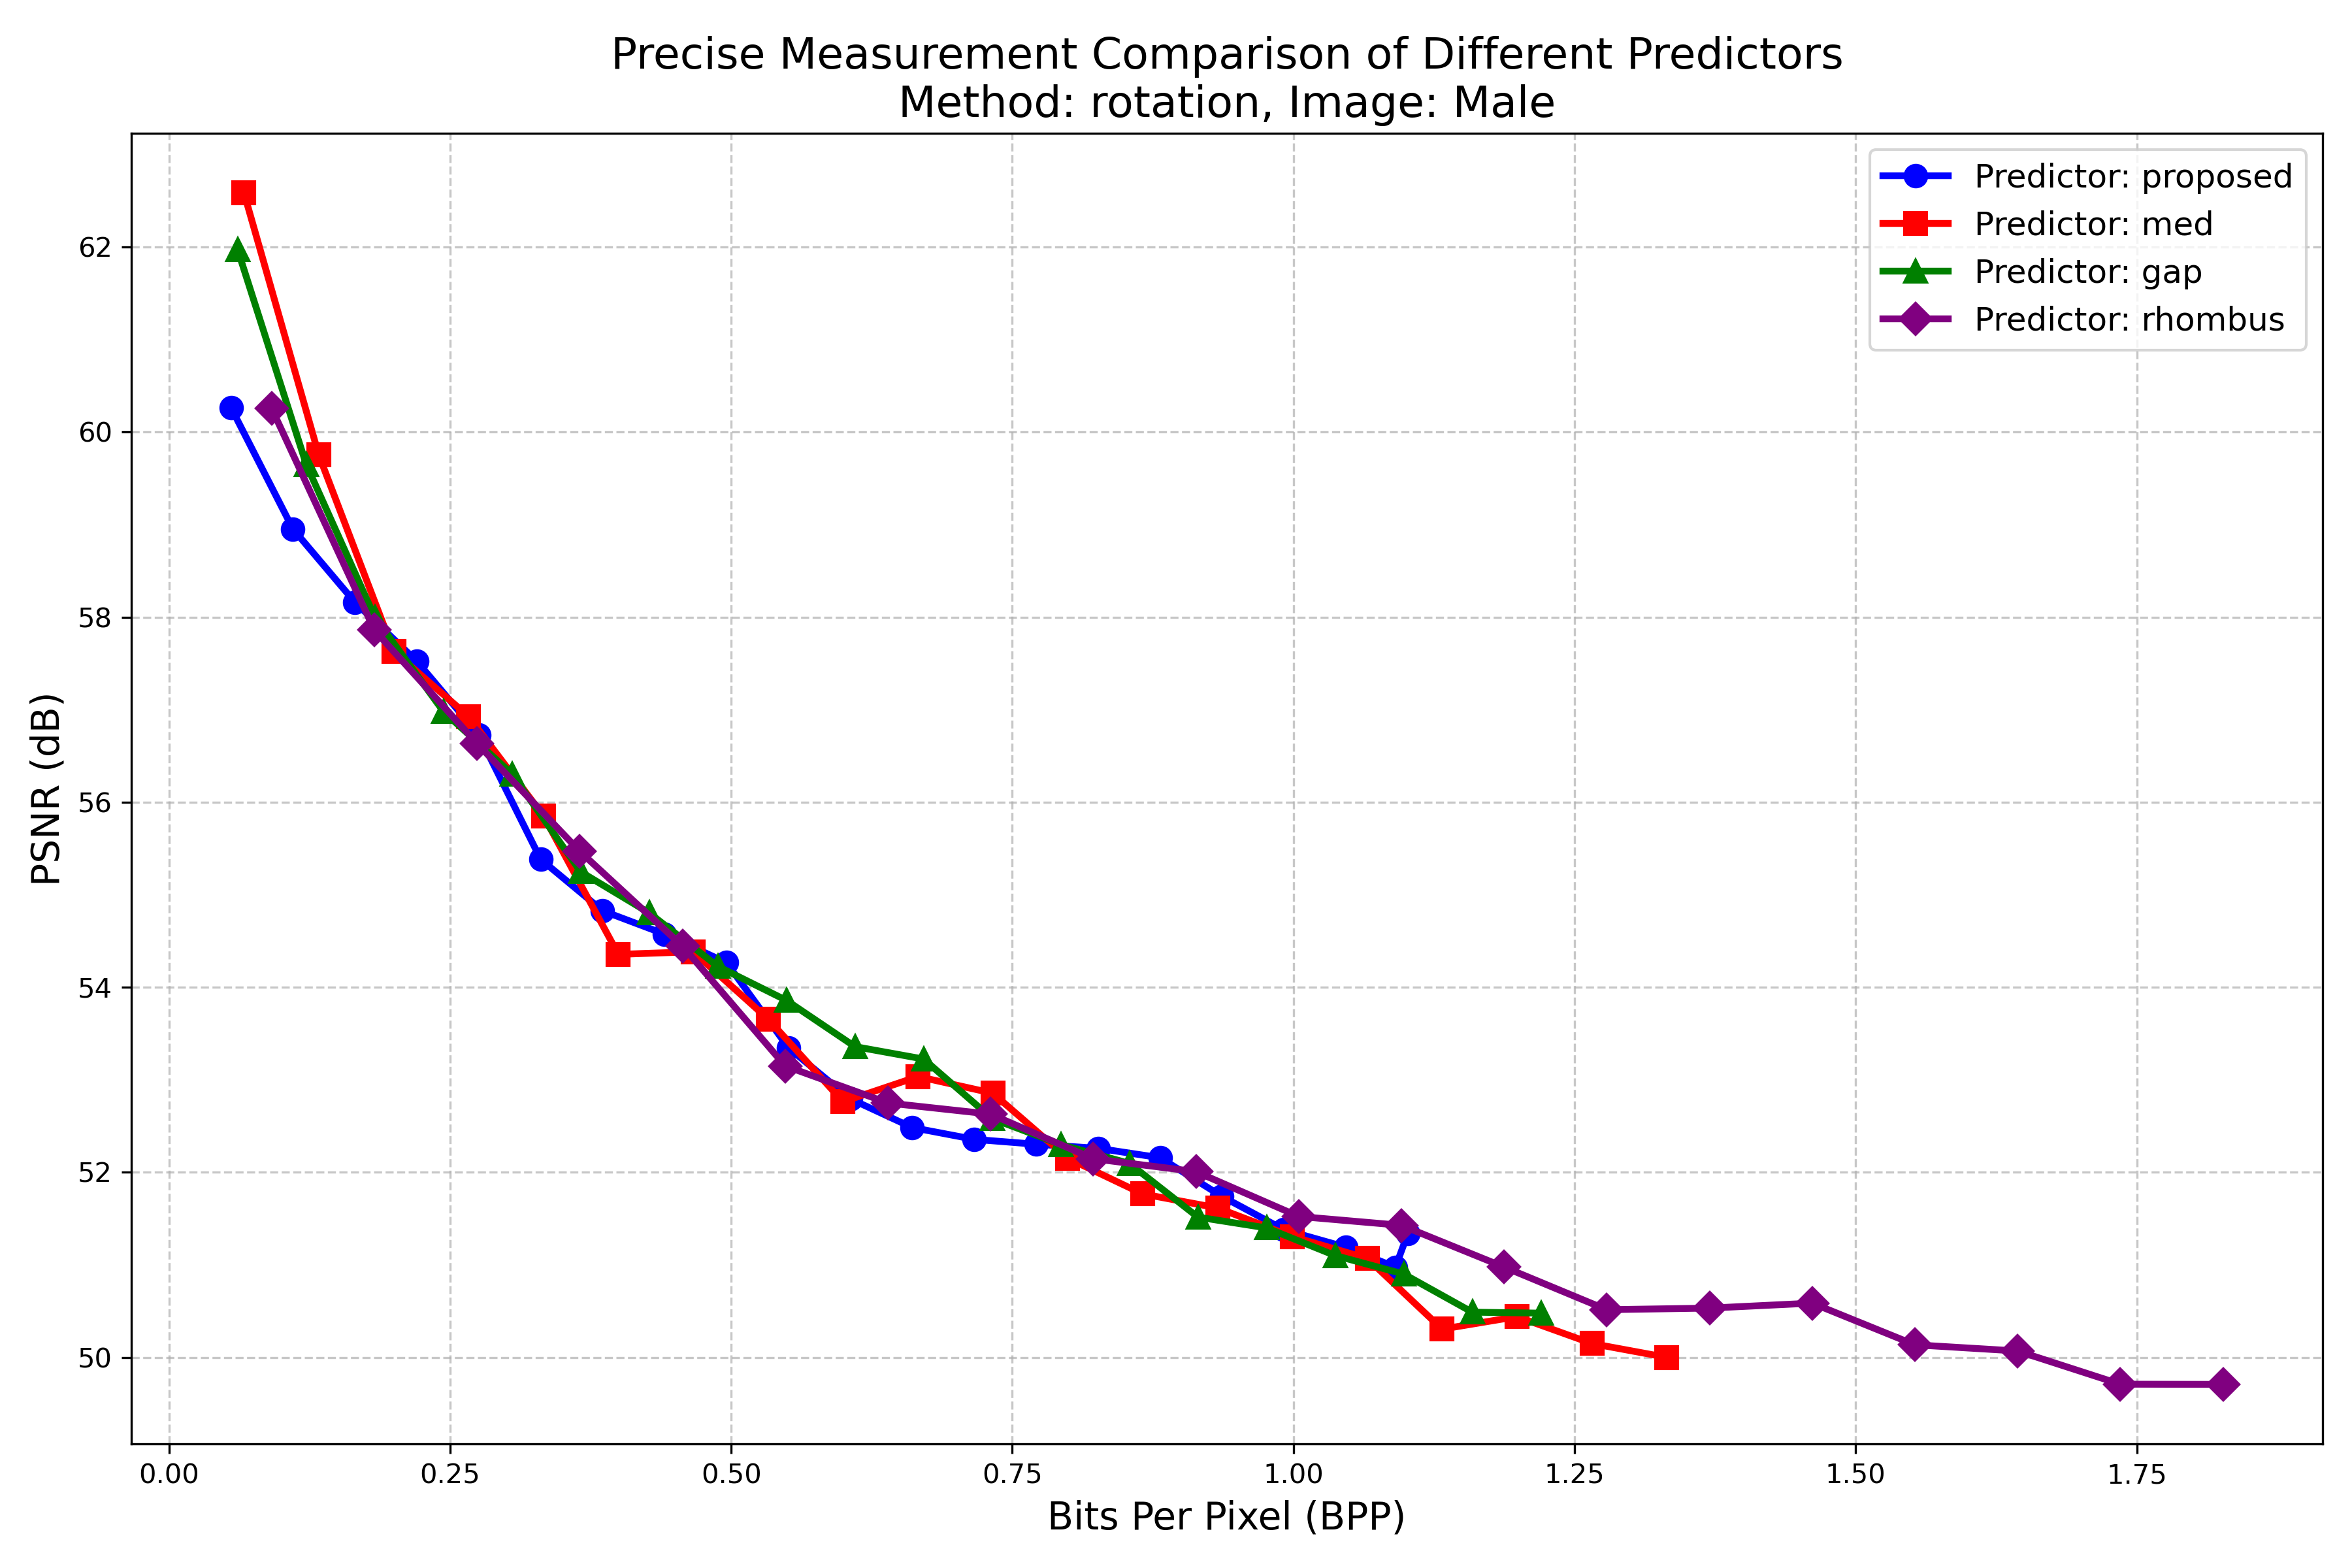 Precise Measurement Comparison of Different Predictors
Method: rotation, Image: Male
Predictor: proposed
Predictor: med
Predictor: gap
Predictor: rhombus
PSNR (dB)
62
60
58
56
54
52
50
0.00 0.25 0.50 0.75 1.00 1.25 1.50 1.75
Bits Per Pixel (BPP)